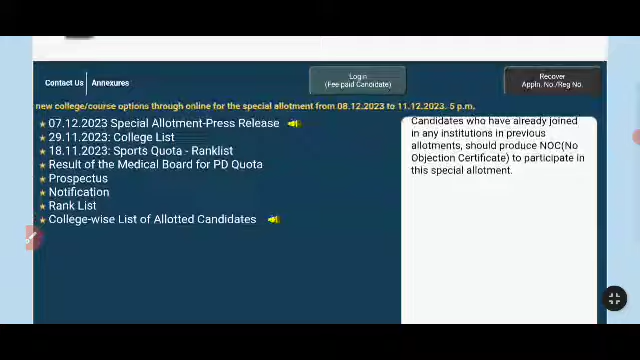 Contact Us
Annexures
Login
(Fee paid Candidate)
Recover
Appln. No./Reg No.
new college/course options through online for the special allotment from 08.12.2023 to 11.12.2023. 5 p.m.
07.12.2023 Special Allotment-Press Release
29.11.2023: College List
18.11.2023: Sports Quota - Ranklist
Result of the Medical Board for PD Quota
Prospectus
Notification
Rank List
College-wise List of Allotted Candidates
Candidates who have already joined
in any institutions in previous
allotments, should produce NOC(No
Objection Certificate) to participate in
this special allotment.